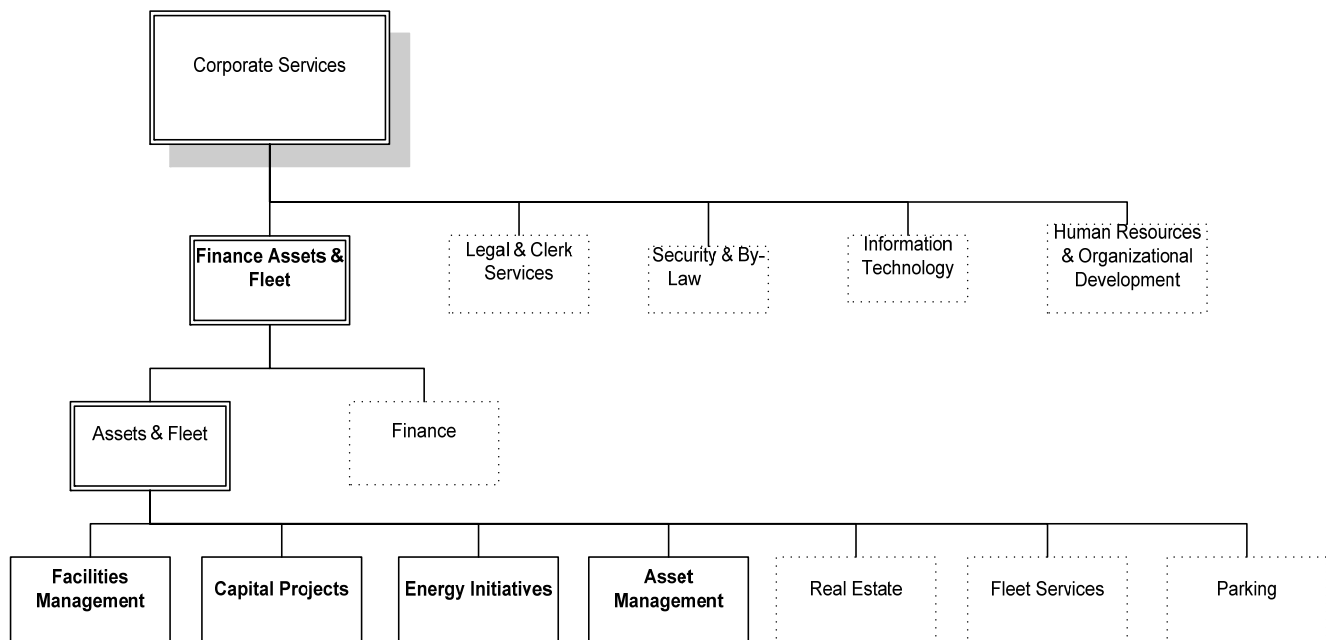 Corporate Services
Finance Assets &
Fleet
Legal & Clerk
Services
Security & By-
Law
Information
Technology
Human Resources
& Organizational
Development
Assets & Fleet
Finance
Facilities
Management
Capital Projects
Energy Initiatives
Asset
Management
Real Estate
Fleet Services
Parking